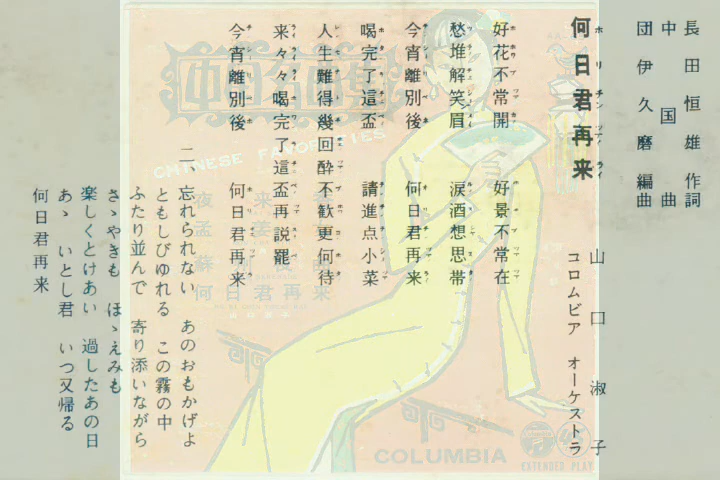 長田恒雄 作詞
中国曲
団伊久磨 編曲
山口淑子
コロムビア オーケストラ
何日君再来
好花不常開 好景不常在
愁堆解笑眉 涙酒想思帯
今宵離別後 何日君再来
喝完了這盃 請進点小菜
人生難得幾回酔 不歓更何待
来々々喝完了這盃再説罷
今宵離別後 何日君再来
二、忘れられない あのおもかげよ
ともしびゆれる この霧の中
ふたり並んで 寄り添いながら
さゝやきも ほゝえみも
楽しくとけあい 過したあの日
あゝ いとし君 いつ又帰る
何日君再来
CHINESE FAVORITES
何日君再来
COLUMBIA
EXTENDED PLAY